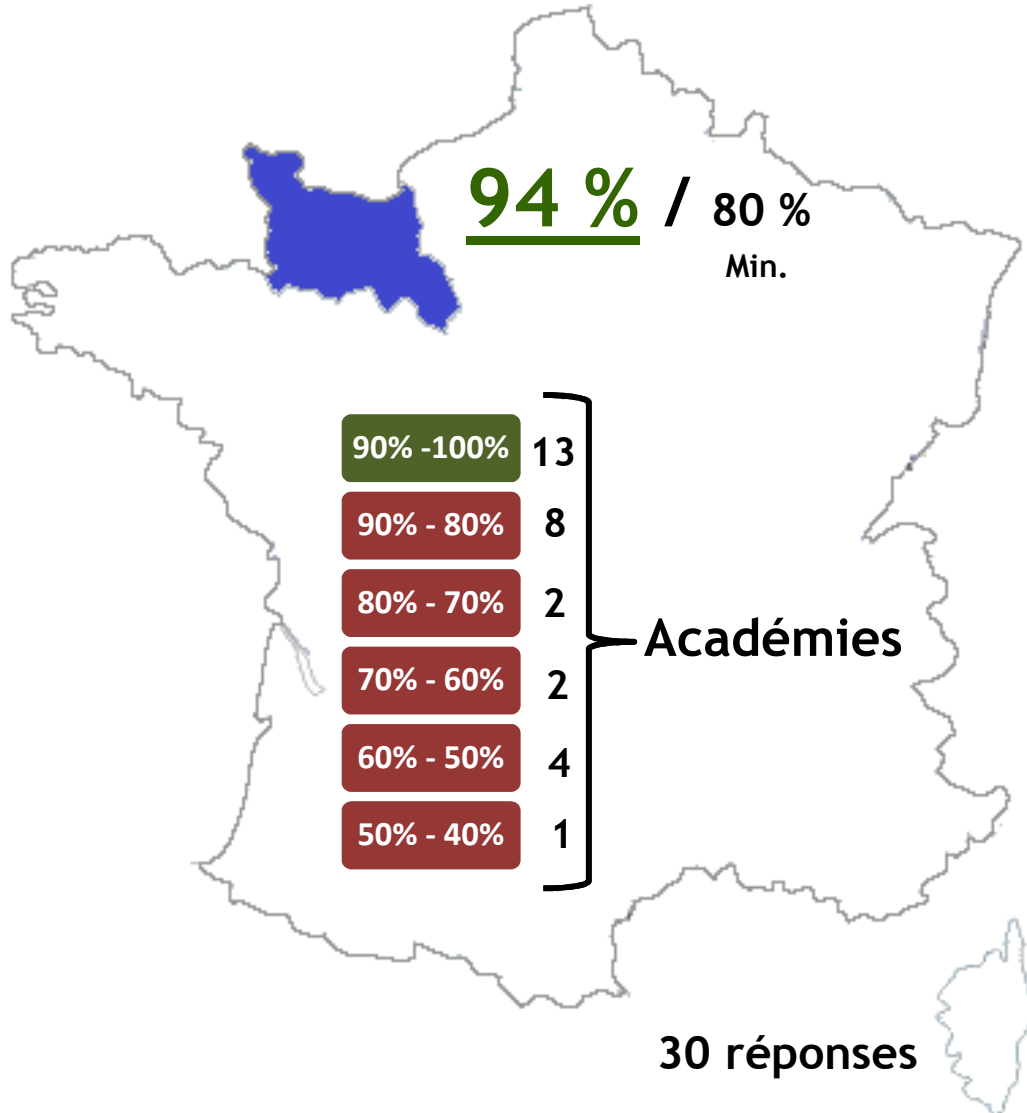 94 % / 80 %
Min.
90% -100% 13
90% - 80% 8
80% - 70% 2
70% - 60% 2
60% - 50% 4
50% - 40% 1
Académies
30 réponses